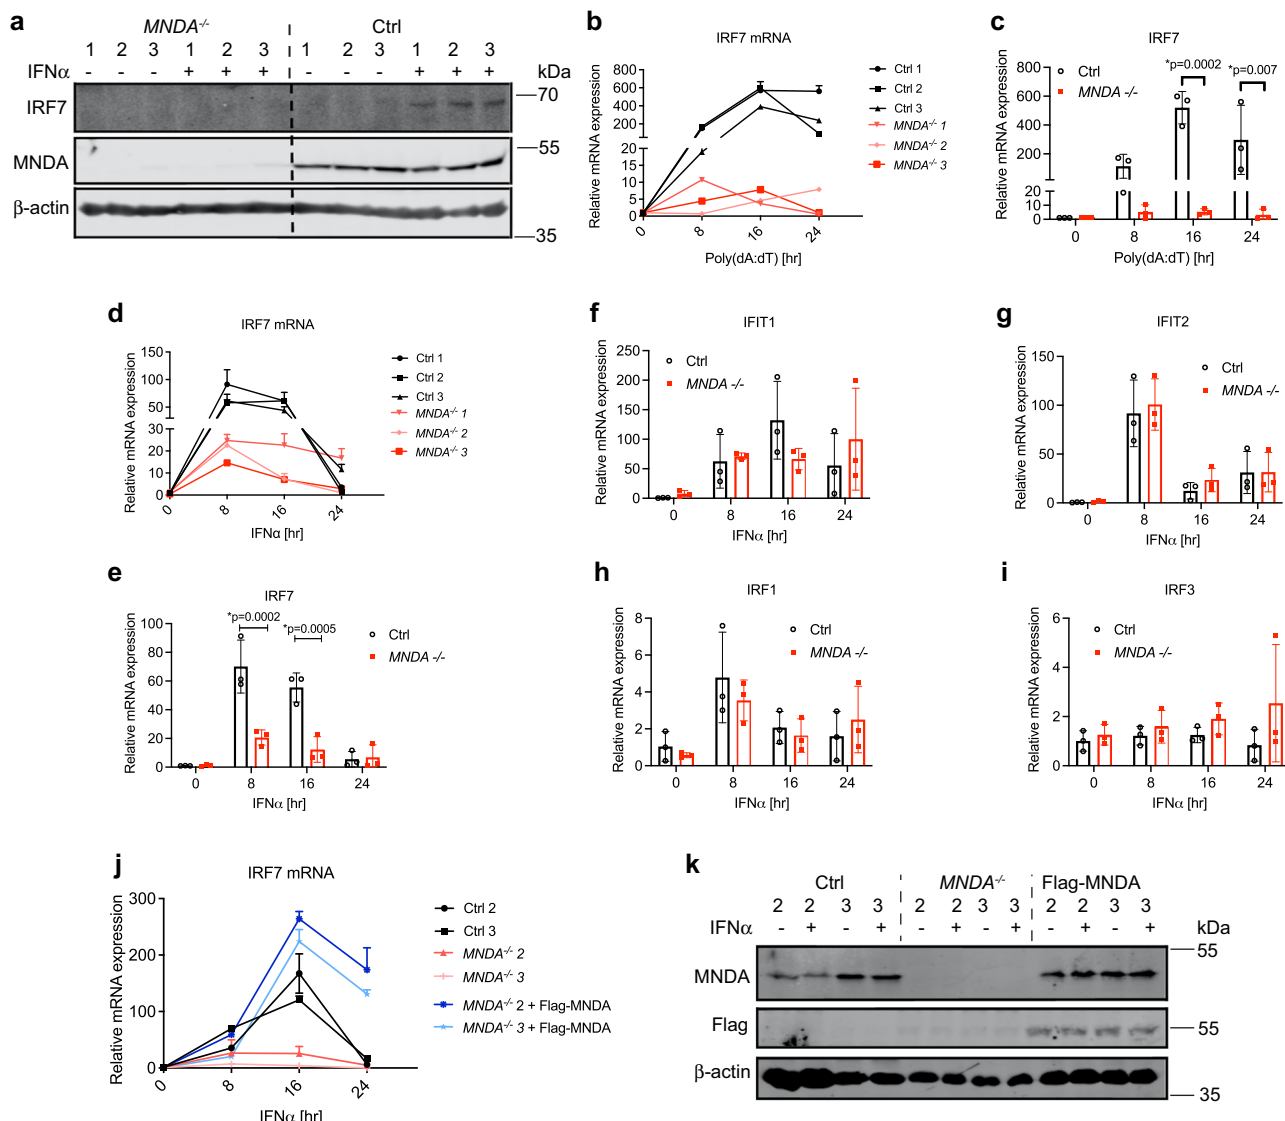 a
MNDA-/- Ctrl
1 2 3 1 2 3 1 2 3 1 2 3
IFNα - - - + + + - - - + + + kDa
IRF7 70
MNDA 55
β-actin 35
b
IRF7 mRNA
Relative mRNA expression
800
600
400
200
20
15
10
5
0
0 8 16 24
Poly(dA:dT) [hr]
Ctrl 1
Ctrl 2
Ctrl 3
MNDA-/- 1
MNDA-/- 2
MNDA-/- 3
c
IRF7
Ctrl
MNDA -/-
*p=0.0002
*p=0.007
Relative mRNA expression
800
600
400
200
20
10
0
0 8 16 24
Poly(dA:dT) [hr]
d
IRF7 mRNA
Relative mRNA expression
150
100
50
30
20
10
0
0 8 16 24
IFNα [hr]
Ctrl 1
Ctrl 2
Ctrl 3
MNDA-/- 1
MNDA-/- 2
MNDA-/- 3
f
IFIT1
Relative mRNA expression
250
200
150
100
50
0
0 8 16 24
IFNα [hr]
Ctrl
MNDA -/-
g
IFIT2
Relative mRNA expression
150
100
50
0
0 8 16 24
IFNα [hr]
Ctrl
MNDA -/-
e
IRF7
*p=0.0002
*p=0.0005
Relative mRNA expression
100
80
60
40
20
0
0 8 16 24
IFNα [hr]
Ctrl
MNDA -/-
h
IRF1
Relative mRNA expression
8
6
4
2
0
0 8 16 24
IFNα [hr]
Ctrl
MNDA -/-
i
IRF3
Relative mRNA expression
6
4
2
0
0 8 16 24
IFNα [hr]
Ctrl
MNDA -/-
j
IRF7 mRNA
Relative mRNA expression
300
200
100
0
0 8 16 24
IFNα [hr]
Ctrl 2
Ctrl 3
MNDA-/- 2
MNDA-/- 3
MNDA-/- 2 + Flag-MNDA
MNDA-/- 3 + Flag-MNDA
k
Ctrl MNDA-/- Flag-MNDA
2 2 3 3 2 2 3 3 2 2 3 3
IFNα - + - + - + - + - + - + kDa
MNDA 55
Flag 55
β-actin 35